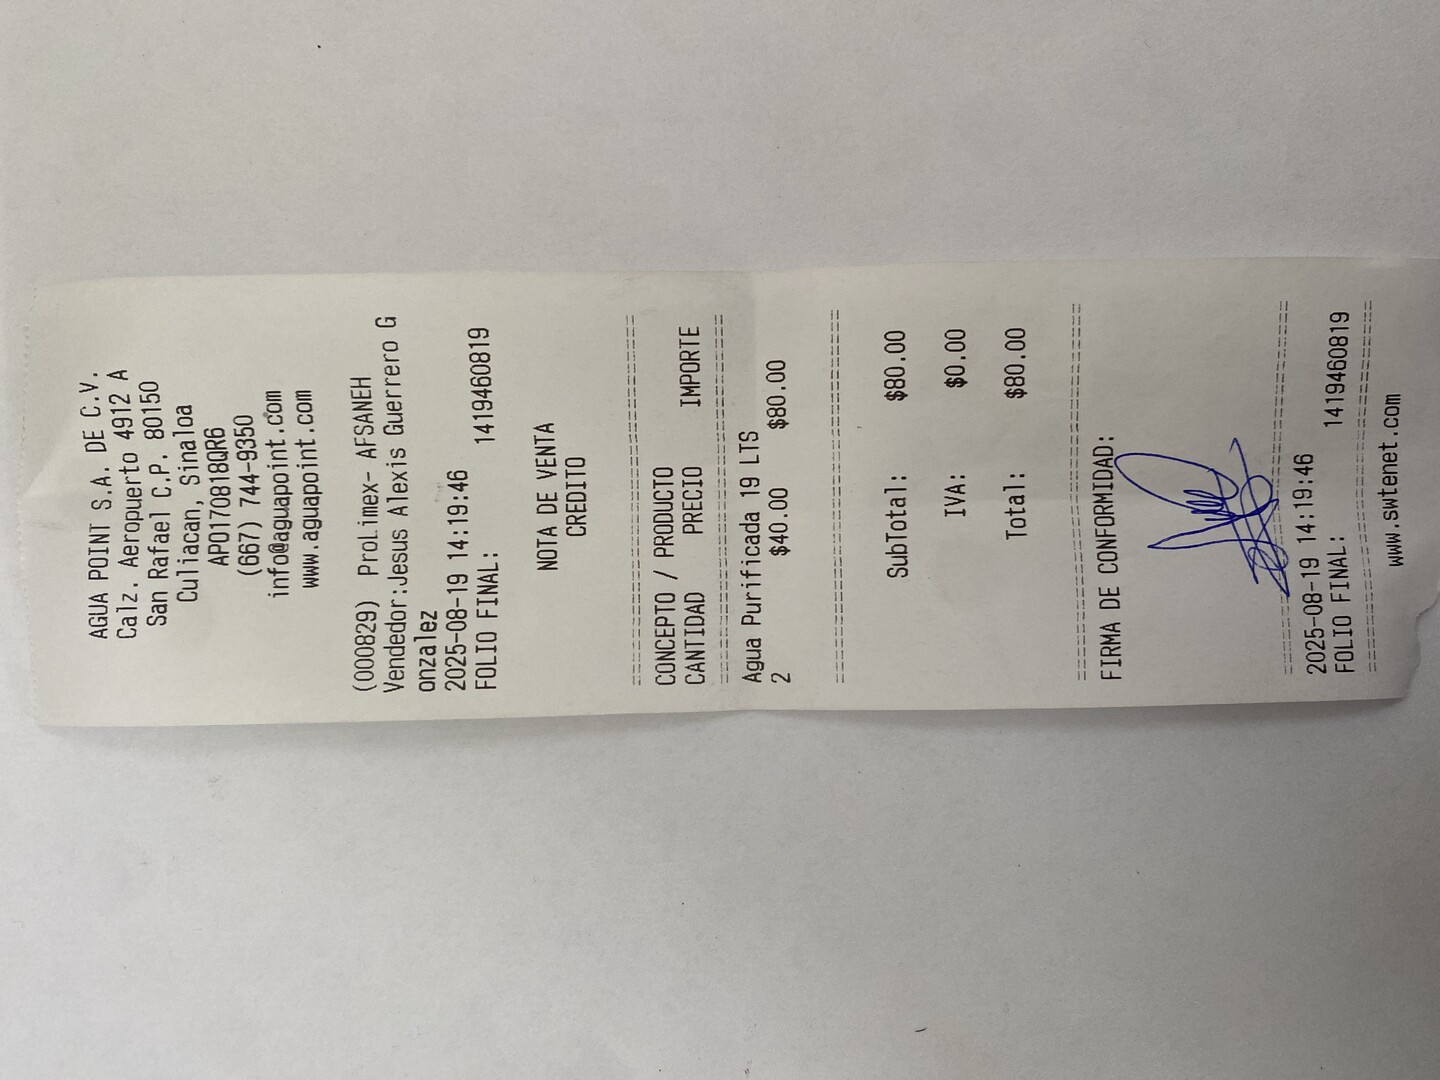 AGUA POINT S.A. DE C.V.
Calz. Aeropuerto 4912 A
San Rafael C.P. 80150
Culiacan, Sinaloa
APO170818QR6
(667) 744-9350
info@aguapoint.com
www.aguapoint.com
(000829) Prolimex- AFSANEH
Vendedor:Jesus Alexis Guerrero G
onzalez
2025-08-19 14:19:46
FOLIO FINAL: 1419460819
NOTA DE VENTA
CREDITO
CONCEPTO / PRODUCTO
CANTIDAD PRECIO IMPORTE
Agua Purificada 19 LTS
2 $40.00 $80.00
SubTotal: $80.00
IVA: $0.00
Total: $80.00
FIRMA DE CONFORMIDAD:
2025-08-19 14:19:46
FOLIO FINAL: 1419460819
www.swtenet.com